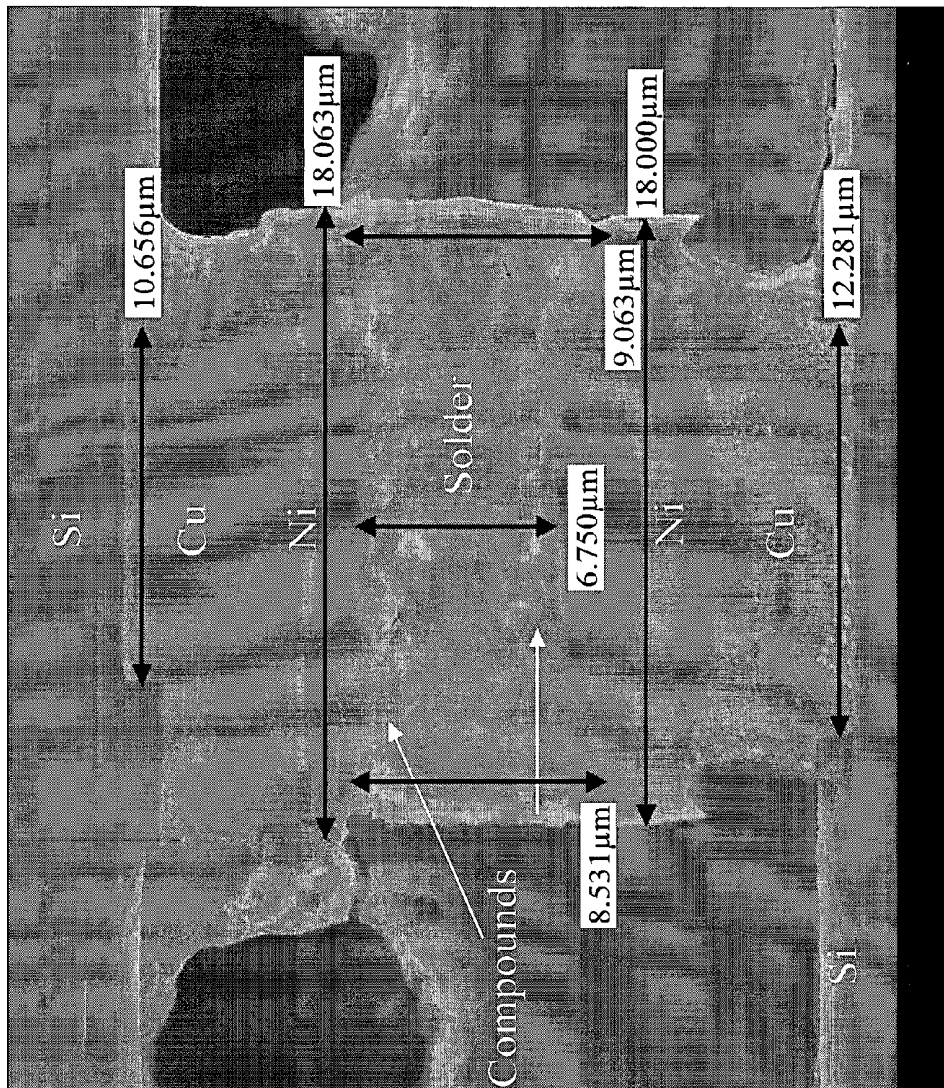 Si
10.656μm
Cu
18.063μm
Ni
Solder
6.750μm
9.063μm
8.531μm
Compounds
18.000μm
Ni
Cu
12.281μm
Si